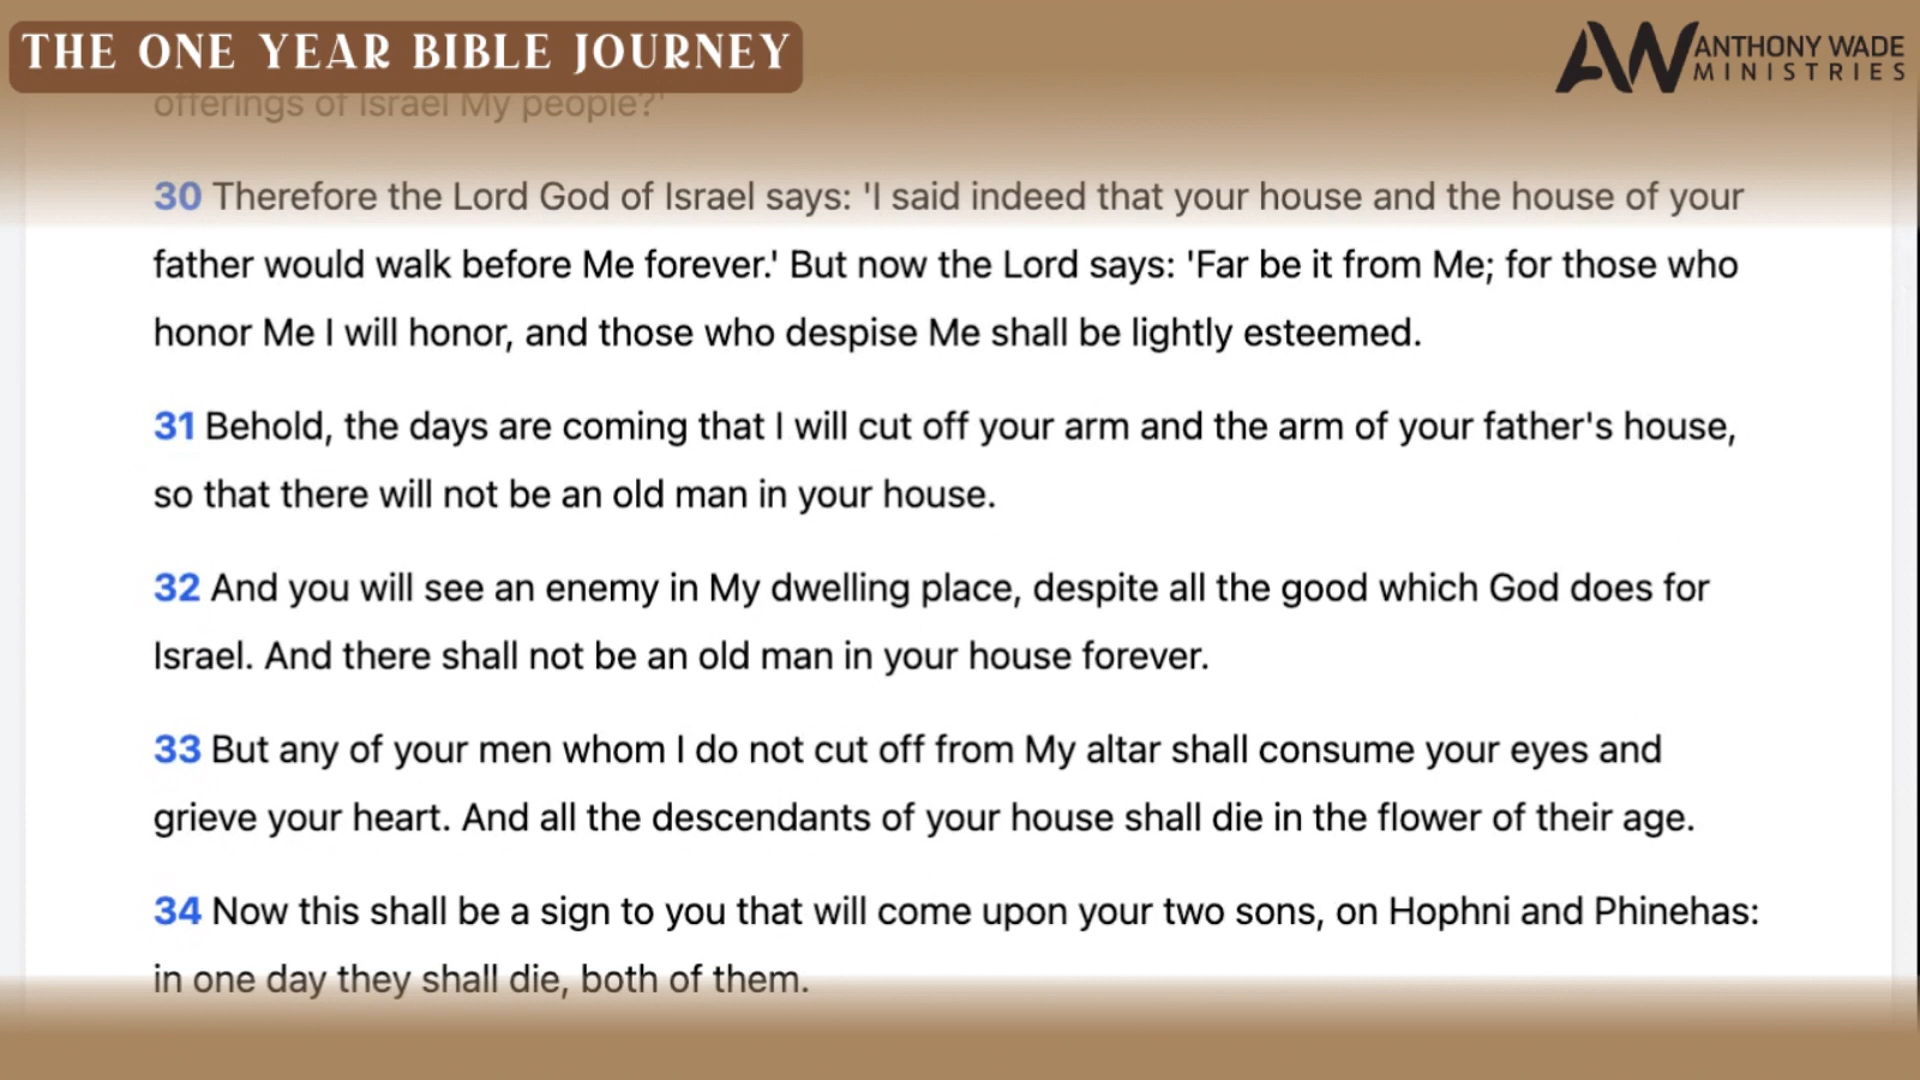 THE ONE YEAR BIBLE JOURNEY
ANTHONY WADE
MINISTRIES
offerings of Israel My people?'
30 Therefore the Lord God of Israel says: 'I said indeed that your house and the house of your
father would walk before Me forever.' But now the Lord says: 'Far be it from Me; for those who
honor Me I will honor, and those who despise Me shall be lightly esteemed.
31 Behold, the days are coming that I will cut off your arm and the arm of your father's house,
so that there will not be an old man in your house.
32 And you will see an enemy in My dwelling place, despite all the good which God does for
Israel. And there shall not be an old man in your house forever.
33 But any of your men whom I do not cut off from My altar shall consume your eyes and
grieve your heart. And all the descendants of your house shall die in the flower of their age.
34 Now this shall be a sign to you that will come upon your two sons, on Hophni and Phinehas:
in one day they shall die, both of them.